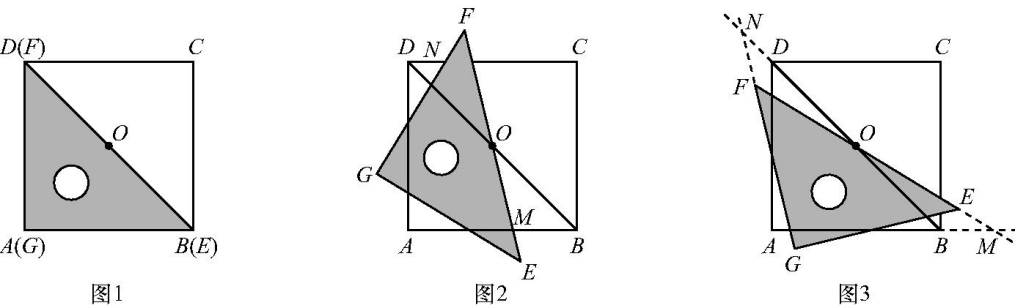 D(F) C
O
A(G) B(E)
图1
F
D N C
O
G
M
A B
E
图2
N
D C
F
O
E
A B M
G
图3